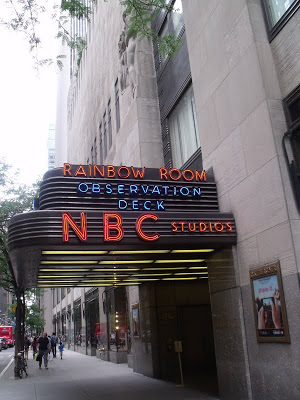 RAINBOW ROOM
OBSERVATION
DECK
NBC STUDIOS